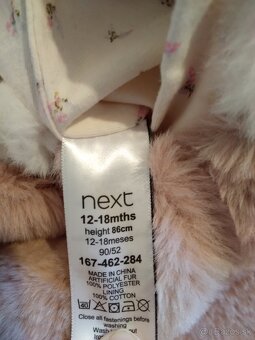 next
12-18mths
height 86cm
12-18meses
90/52
167-462-284
MADE IN CHINA
ARTIFICIAL FUR
100% POLYESTER
LINING
100% COTTON
40
Close all fastenings before
washing